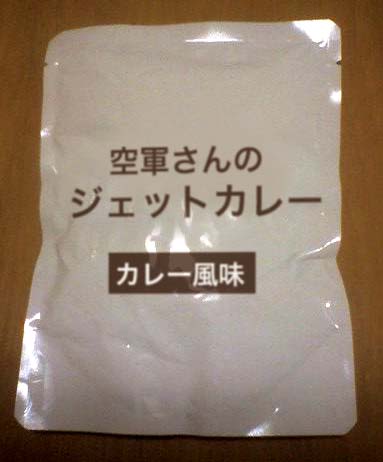 空軍さんの
ジェットカレー
カレー風味